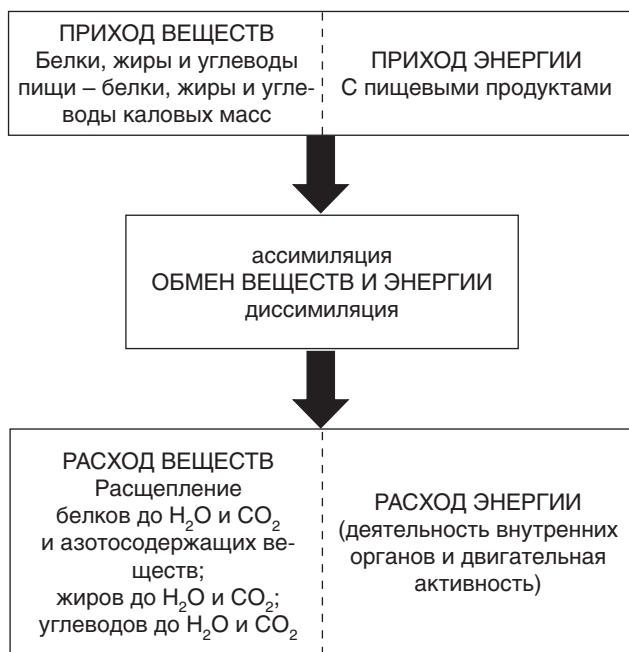 ПРИХОД ВЕЩЕСТВ
Белки, жиры и углеводы
пищи – белки, жиры и угле-
воды каловых масс
ПРИХОД ЭНЕРГИИ
С пищевыми продуктами
ассимиляция
ОБМЕН ВЕЩЕСТВ И ЭНЕРГИИ
диссимиляция
РАСХОД ВЕЩЕСТВ
Расщепление
белков до H₂O и CO₂
и азотосодержащих ве-
ществ;
жиров до H₂O и CO₂;
углеводов до H₂O и CO₂
РАСХОД ЭНЕРГИИ
(деятельность внутренних
органов и двигательная
активность)